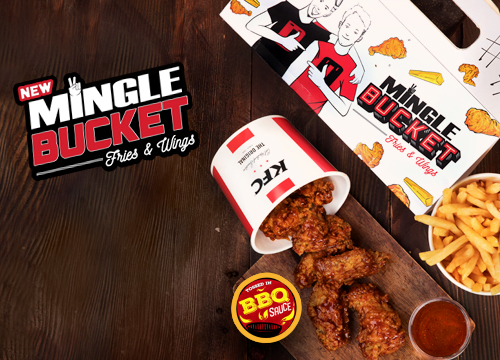 NEW
MINGLE
BUCKET
Fries & Wings
MINGLE
BUCKET
Fries & Wings
KFC
THE ORIGINAL
TOSSED IN
BBQ
SAUCE